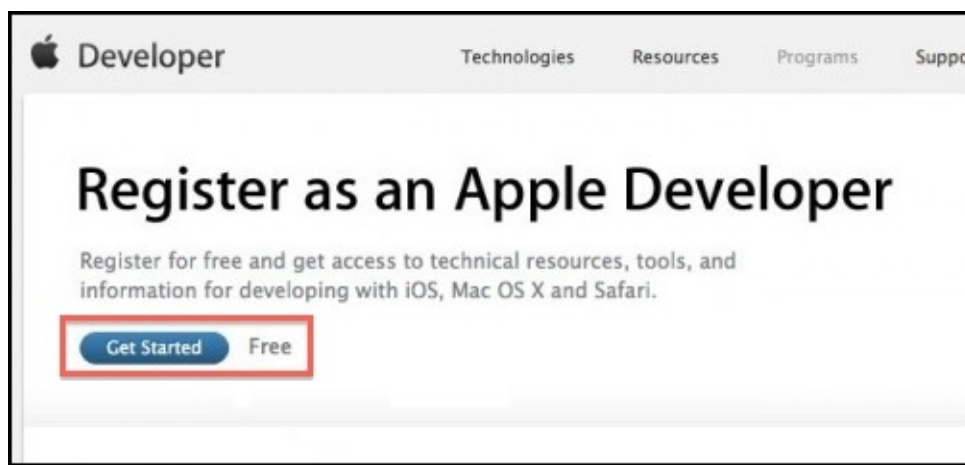 Developer
Technologies
Resources
Programs
Register as an Apple Developer
Register for free and get access to technical resources, tools, and
information for developing with iOS, Mac OS X and Safari.
Get Started
Free